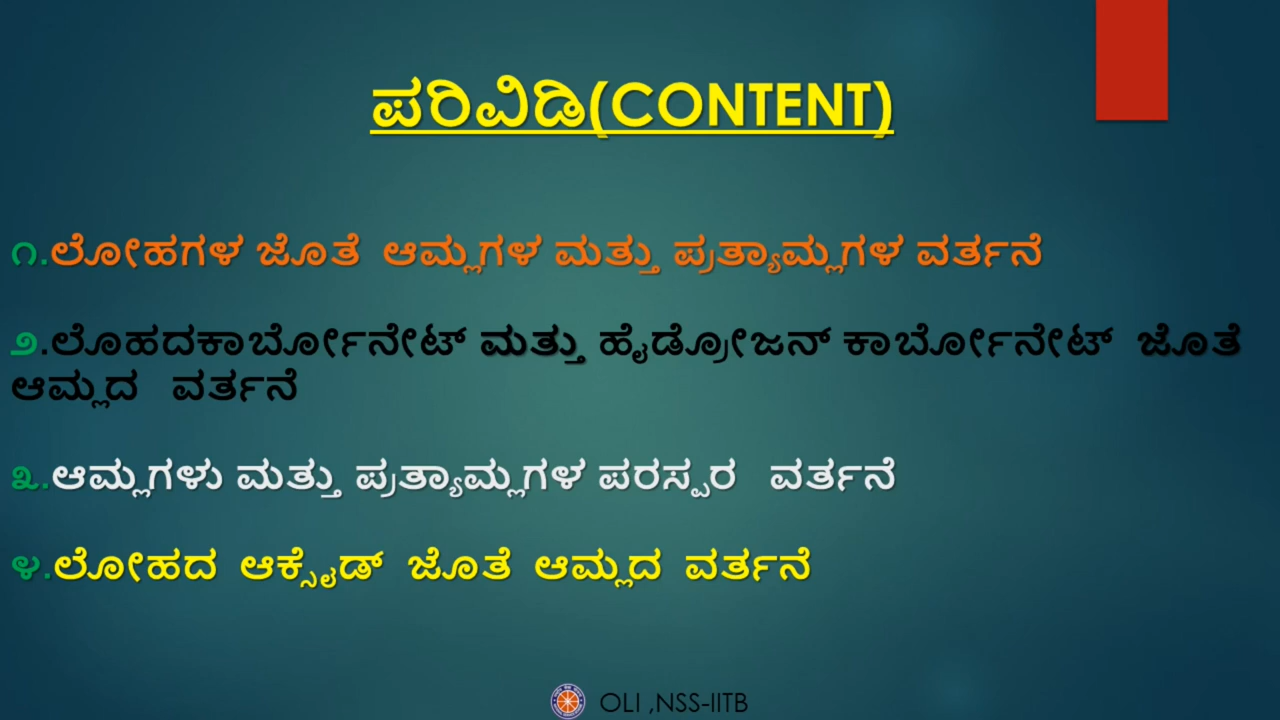 ಪರಿವಿಡಿ(CONTENT)
೧.ಲೋಹಗಳ ಜೊತೆ ಆಮ್ಲಗಳ ಮತ್ತು ಪ್ರತ್ಯಾಮ್ಲಗಳ ವರ್ತನೆ
೨.ಲೊಹದಕಾರ್ಬೋನೇಟ್ ಮತ್ತು ಹೈಡ್ರೋಜನ್ ಕಾರ್ಬೋನೇಟ್ ಜೊತೆ
ಆಮ್ಲದ ವರ್ತನೆ
೩.ಆಮ್ಲಗಳು ಮತ್ತು ಪ್ರತ್ಯಾಮ್ಲಗಳ ಪರಸ್ಪರ ವರ್ತನೆ
೪.ಲೋಹದ ಆಕ್ಸೈಡ್ ಜೊತೆ ಆಮ್ಲದ ವರ್ತನೆ
OLI ,NSS-IITB